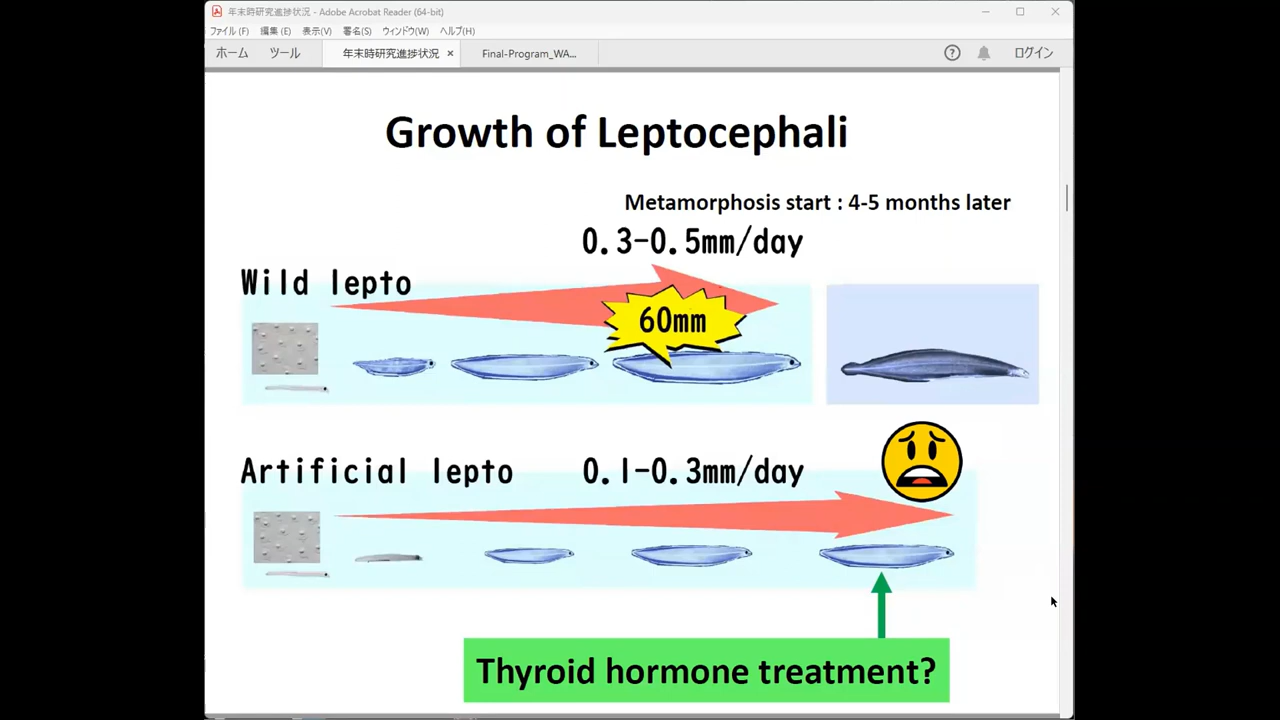 年末時研究進捗状況 - Adobe Acrobat Reader (64-bit)
ファイル(F) 編集(E) 表示(V) 署名(S) ウィンドウ(W) ヘルプ(H)
ホーム ツール 年末時研究進捗状況 × Final-Program_WA... ? ログイン
Growth of Leptocephali
Metamorphosis start : 4-5 months later
0.3-0.5mm/day
Wild lepto
60mm
Artificial lepto 0.1-0.3mm/day
Thyroid hormone treatment?